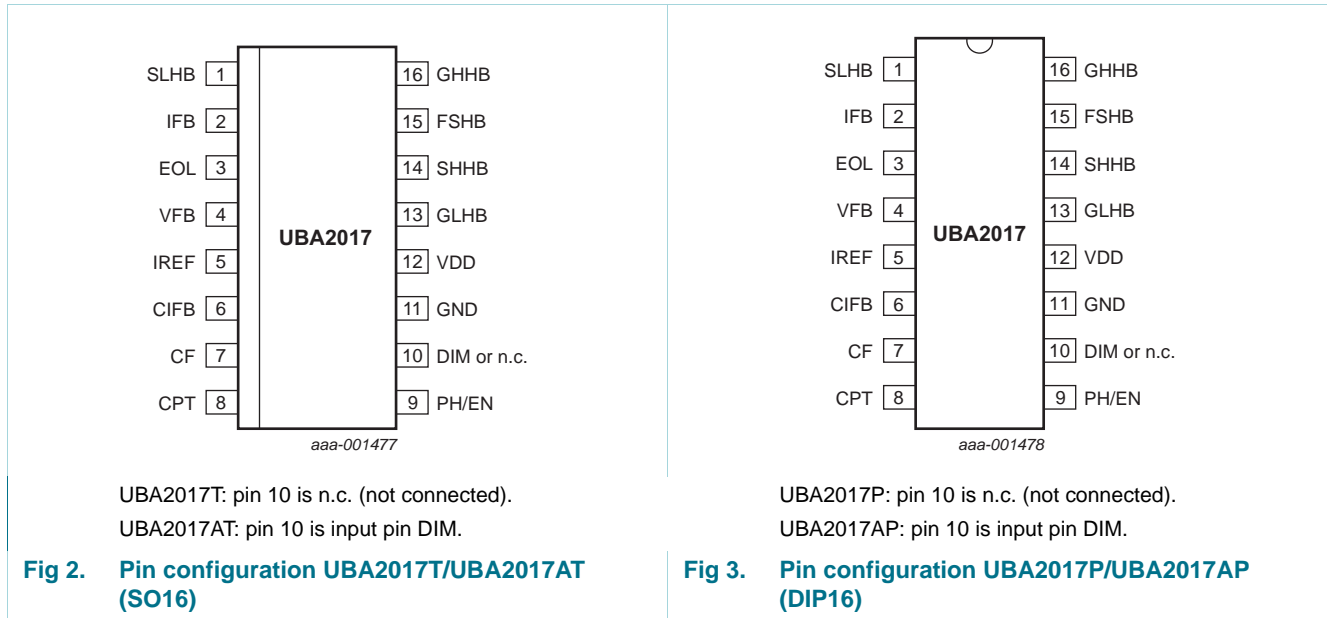 SLHB 1 16 GHHB
IFB 2 15 FSHB
EOL 3 14 SHHB
VFB 4 13 GLHB
UBA2017
IREF 5 12 VDD
CIFB 6 11 GND
CF 7 10 DIM or n.c.
CPT 8 9 PH/EN
aaa-001477
UBA2017T: pin 10 is n.c. (not connected).
UBA2017AT: pin 10 is input pin DIM.
Fig 2. Pin configuration UBA2017T/UBA2017AT
(SO16)
SLHB 1 16 GHHB
IFB 2 15 FSHB
EOL 3 14 SHHB
VFB 4 13 GLHB
UBA2017
IREF 5 12 VDD
CIFB 6 11 GND
CF 7 10 DIM or n.c.
CPT 8 9 PH/EN
aaa-001478
UBA2017P: pin 10 is n.c. (not connected).
UBA2017AP: pin 10 is input pin DIM.
Fig 3. Pin configuration UBA2017P/UBA2017AP
(DIP16)